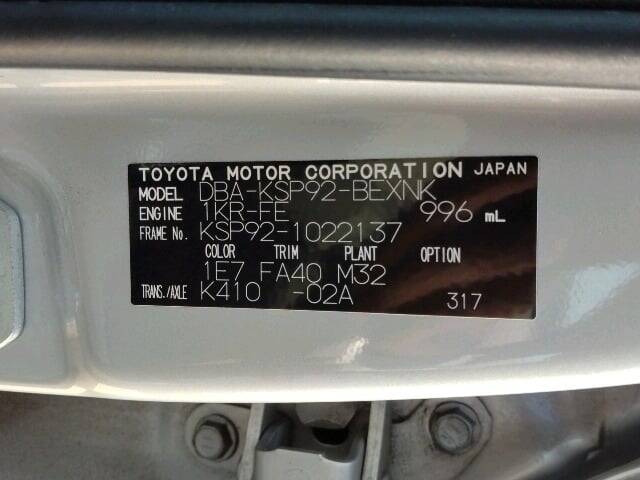 TOYOTA MOTOR CORPORATION JAPAN
MODEL DBA-KSP92-BEXNK
ENGINE 1KR-FE 996 mL
FRAME No. KSP92-1022137
COLOR TRIM PLANT OPTION
1E7 FA40 M32
TRANS./AXLE K410 -02A 317